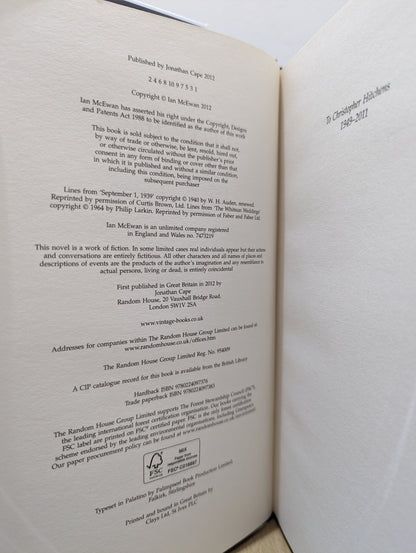 Published by Jonathan Cape 2012
2 4 6 8 10 9 7 5 3 1
Copyright © Ian McEwan 2012
Ian McEwan has asserted his right under the Copyright, Designs
and Patents Act 1988 to be identified as the author of this work
This book is sold subject to the condition that it shall not,
by way of trade or otherwise, be lent, resold, hired out,
or otherwise circulated without the publisher's prior
consent in any form of binding or cover other than that
in which it is published and without a similar condition,
including this condition, being imposed on the
subsequent purchaser
Lines from 'September 1, 1939' copyright © 1940 by W. H. Auden, renewed.
Reprinted by permission of Curtis Brown, Ltd. Lines from 'The Whitsun Weddings'
copyright © 1964 by Philip Larkin. Reprinted by permission of Faber and Faber Ltd.
Ian McEwan is an unlimited company registered
in England and Wales no. 7473219
This novel is a work of fiction. In some limited cases real individuals appear but their actions
and conversations are entirely fictitious. All other characters and all names of places and
descriptions of events are the products of the author's imagination and any resemblance to
actual persons, living or dead, is entirely coincidental
First published in Great Britain in 2012 by
Jonathan Cape
Random House, 20 Vauxhall Bridge Road,
London SW1V 2SA
www.vintage-books.co.uk
Addresses for companies within The Random House Group Limited can be found at:
www.randomhouse.co.uk/offices.htm
The Random House Group Limited Reg. No. 954009
A CIP catalogue record for this book is available from the British Library
Hardback ISBN 9780224097376
Trade paperback ISBN 9780224097383
The Random House Group Limited supports The Forest Stewardship Council (FSC®),
the leading international forest certification organisation. Our books carrying the
FSC label are printed on FSC® certified paper. FSC is the only forest certification
scheme endorsed by the leading environmental organisations, including Greenpeace.
Our paper procurement policy can be found at www.randomhouse.co.uk/environment
MIX
Paper from
responsible sources
FSC
FSC® C016897
Typeset in Palatino by Palimpsest Book Production Limited,
Falkirk, Stirlingshire
Printed and bound in Great Britain by
Clays Ltd, St Ives PLC
To Christopher Hitchens
1949–2011